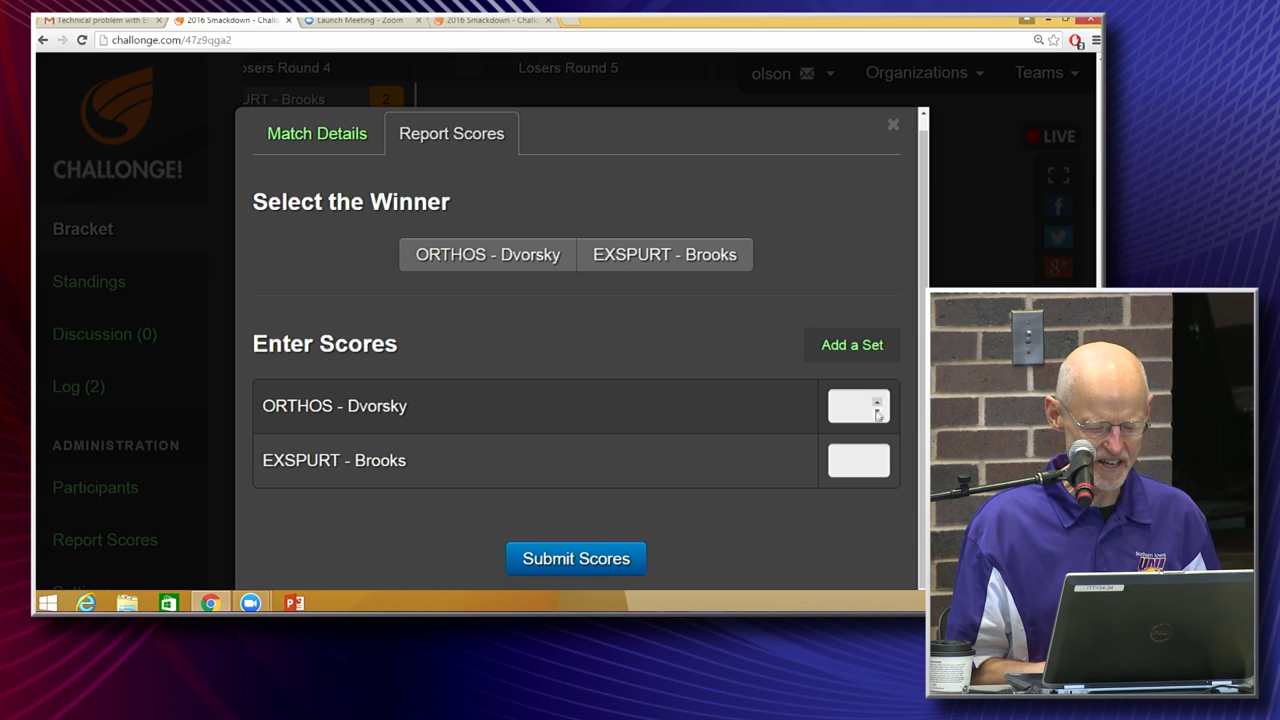 Technical problem with E
2016 Smackdown - Challo
Launch Meeting - Zoom
2016 Smackdown - Challo
challonge.com/47z9qga2
osers Round 4
Losers Round 5
olson
Organizations
Teams
URT - Brooks 2
CHALLONGE!
LIVE
Match Details
Report Scores
Select the Winner
ORTHOS - Dvorsky
EXSPURT - Brooks
Enter Scores
Add a Set
ORTHOS - Dvorsky
EXSPURT - Brooks
Submit Scores
Bracket
Standings
Discussion (0)
Log (2)
ADMINISTRATION
Participants
Report Scores
Northern Iowa
UNI
DELL